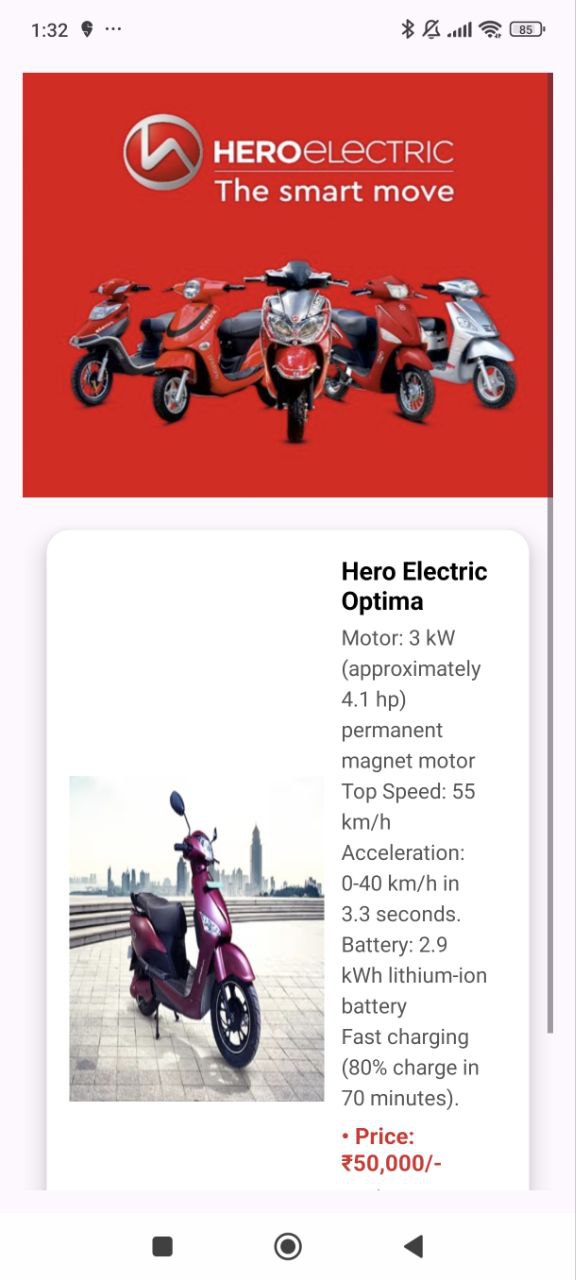 1:32
85
HEROELECTRIC
The smart move
Hero Electric
Optima
Motor: 3 kW
(approximately
4.1 hp)
permanent
magnet motor
Top Speed: 55
km/h
Acceleration:
0-40 km/h in
3.3 seconds.
Battery: 2.9
kWh lithium-ion
battery
Fast charging
(80% charge in
70 minutes).
• Price:
₹50,000/-